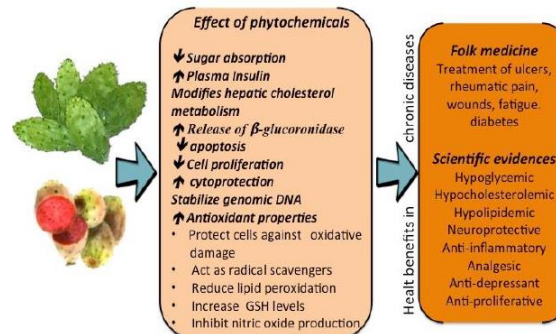 Effect of phytochemicals
Sugar absorption
Plasma Insulin
Modifies hepatic cholesterol
metabolism
Release of β-glucoronidase
apoptosis
Cell proliferation
cytoprotection
Stabilize genomic DNA
Antioxidant properties
• Protect cells against oxidative
damage
• Act as radical scavengers
• Reduce lipid peroxidation
• Increase GSH levels
• Inhibit nitric oxide production
Healt benefits in chronic diseases
Folk medicine
Treatment of ulcers,
rheumatic pain,
wounds, fatigue.
diabetes
Scientific evidences
Hypoglycemic
Hypocholesterolemic
Hypolipidemic
Neuroprotective
Anti-inflammatory
Analgesic
Anti-depressant
Anti-proliferative